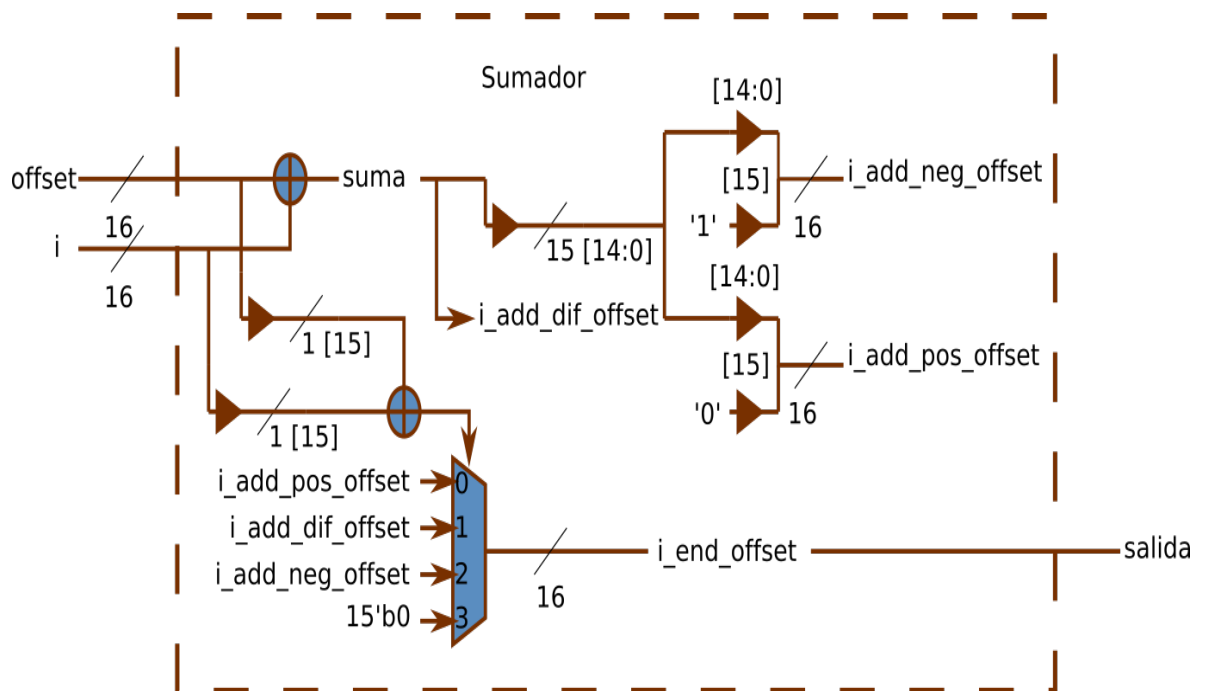 Sumador
[14:0]
offset
suma
[15]
i_add_neg_offset
16
'1'
16
i
15 [14:0]
16
[14:0]
i_add_dif_offset
1 [15]
[15]
i_add_pos_offset
'0'
16
1 [15]
i_add_pos_offset
0
i_add_dif_offset
1
i_end_offset
salida
i_add_neg_offset
2
16
15'b0
3